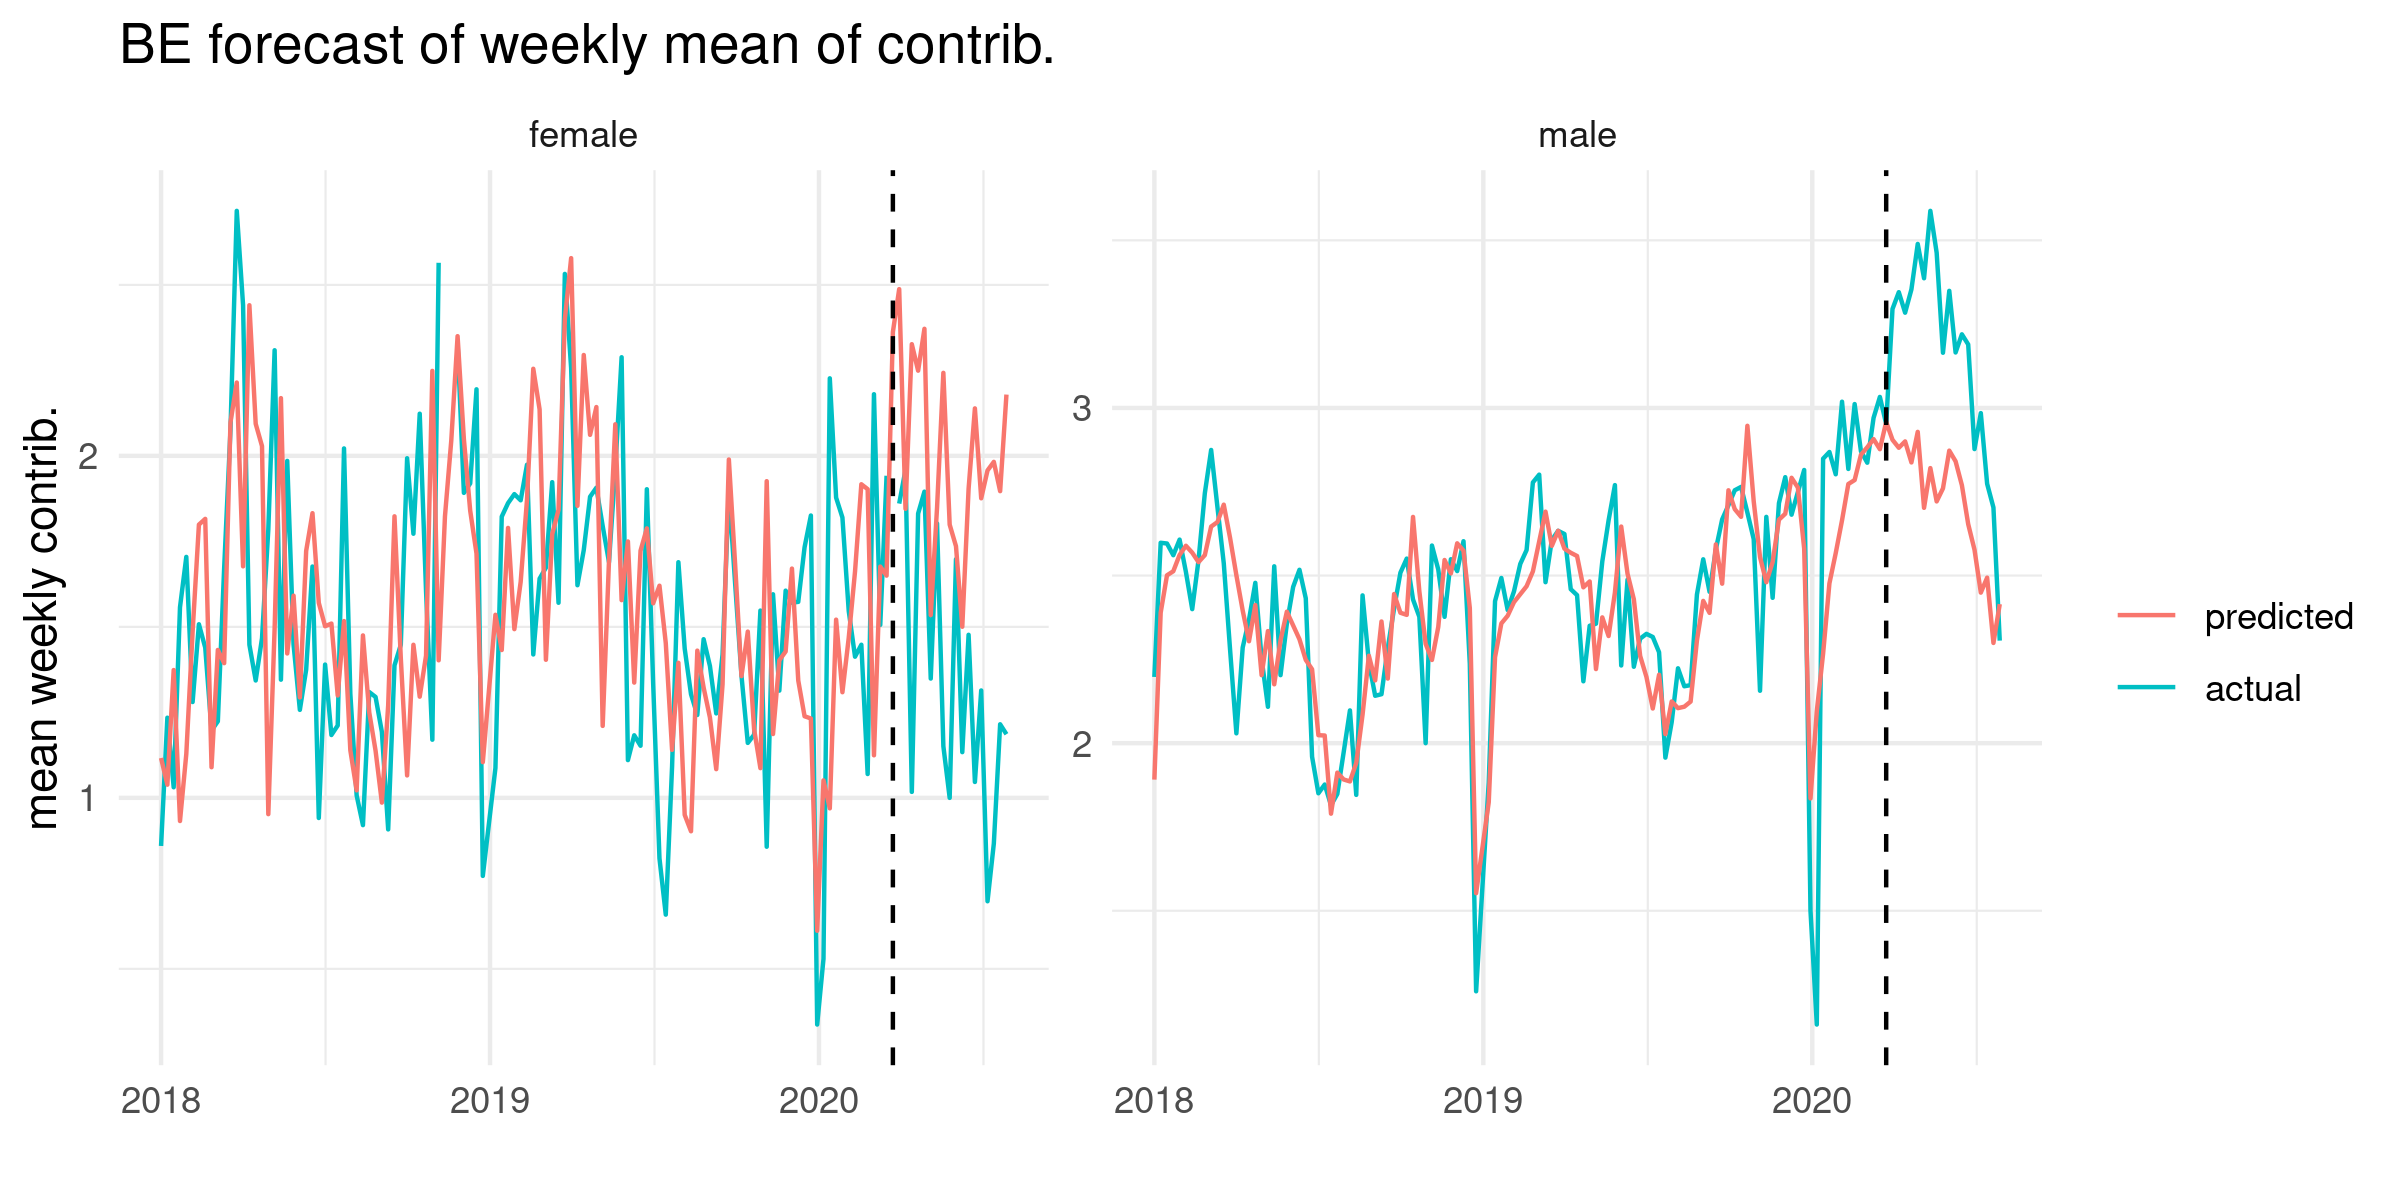 BE forecast of weekly mean of contrib.
female
male
mean weekly contrib.
2
1
3
2
2018
2019
2020
2018
2019
2020
predicted
actual